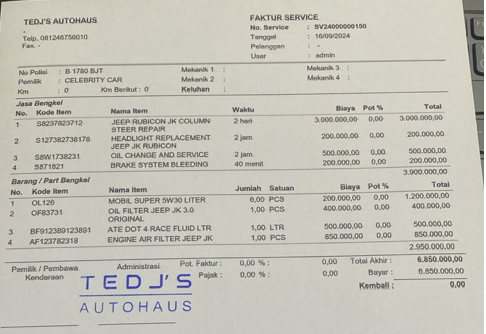 TEDJ'S AUTOHAUS
-
Telp. 081246756010
Fax. -
FAKTUR SERVICE
No. Service : SV24000000150
Tanggal : 16/09/2024
Pelanggan : -
User : admin
No Polisi : B 1780 BJT
Pemilik : CELEBRITY CAR
Km : 0 Km Berikut : 0
Mekanik 1 :
Mekanik 2 :
Keluhan :
Mekanik 3 :
Mekanik 4 :
Jasa Bengkel
No. Kode Item Nama Item Waktu Biaya Pot % Total
1 S8237823712 JEEP RUBICON JK COLUMN STEER REPAIR 2 hari 3.000.000,00 0,00 3.000.000,00
2 S127382738178 HEADLIGHT REPLACEMENT JEEP JK RUBICON 2 jam 200.000,00 0,00 200.000,00
3 S8W1738231 OIL CHANGE AND SERVICE 2 jam 500.000,00 0,00 500.000,00
4 S871821 BRAKE SYSTEM BLEEDING 40 menit 200.000,00 0,00 200.000,00
3.900.000,00
Barang / Part Bengkel
No. Kode Item Nama Item Jumlah Satuan Biaya Pot % Total
1 OL126 MOBIL SUPER 5W30 LITER 6,00 PCS 200.000,00 0,00 1.200.000,00
2 OF83731 OIL FILTER JEEP JK 3.0 ORIGINAL 1,00 PCS 400.000,00 0,00 400.000,00
3 BF912389123891 ATE DOT 4 RACE FLUID LTR 1,00 LTR 500.000,00 0,00 500.000,00
4 AF123782318 ENGINE AIR FILTER JEEP JK 1,00 PCS 850.000,00 0,00 850.000,00
2.950.000,00
Pemilik / Pembawa Kendaraan
Administrasi
Pot. Faktur : 0,00 % : 0,00 Total Akhir : 6.850.000,00
Pajak : 0,00 % : 0,00 Bayar : 6.850.000,00
Kembali : 0,00
TEDJ'S
AUTOHAUS